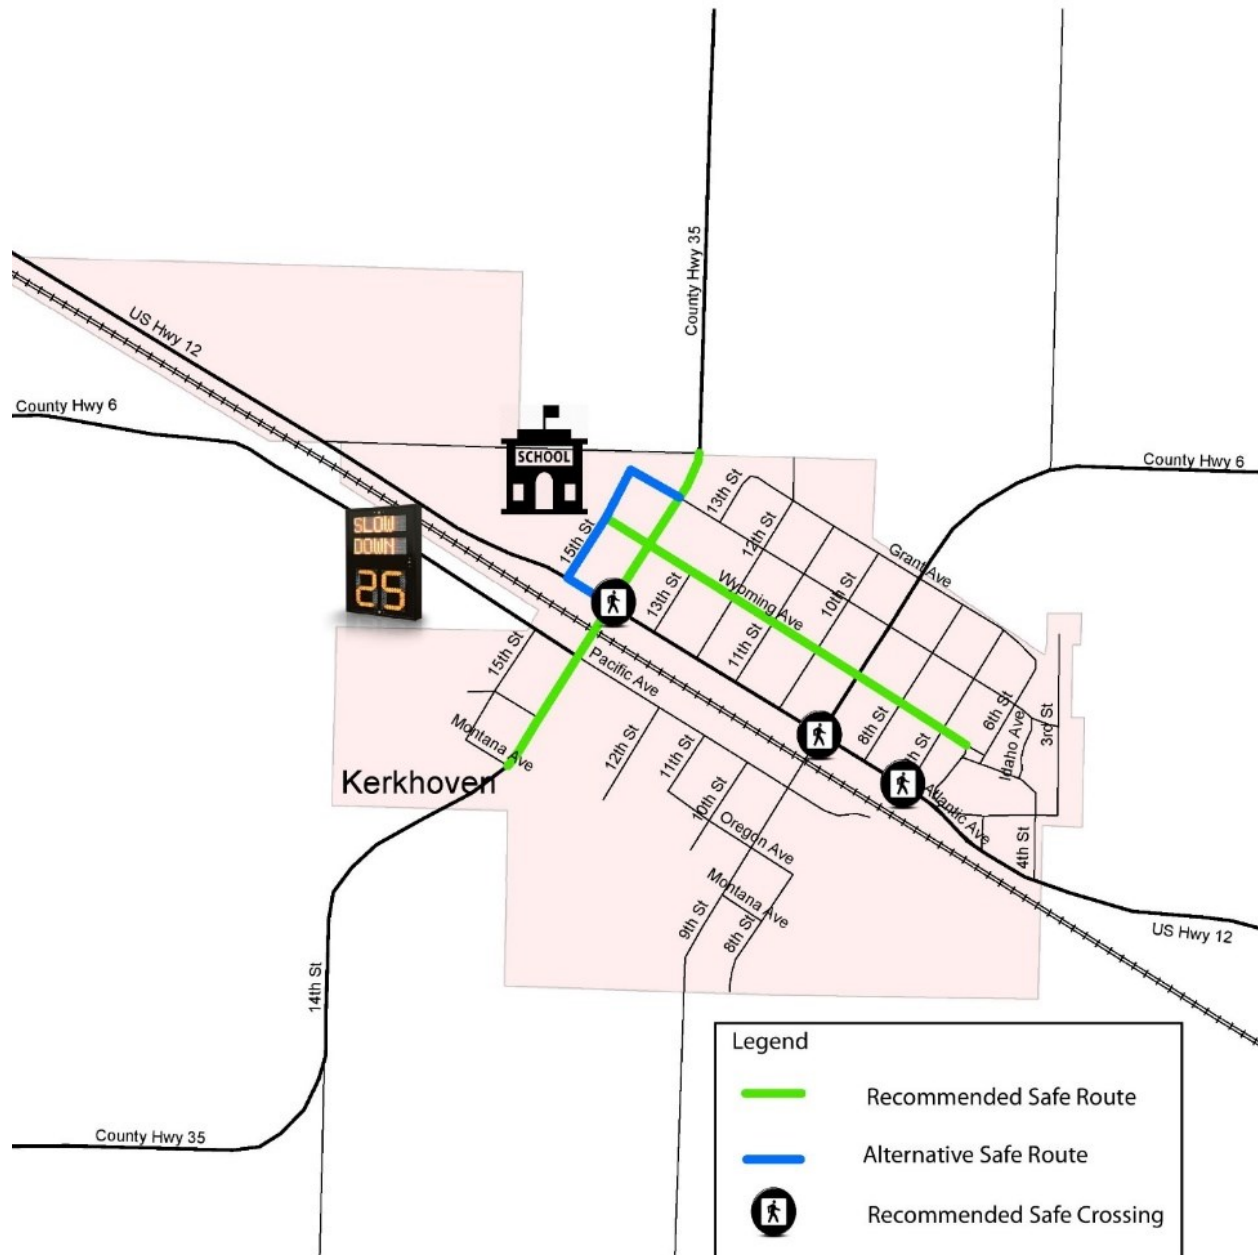 County Hwy 35
US Hwy 12
County Hwy 6
SCHOOL
County Hwy 6
13th St
12th St
Grant Ave
SLOW
DOWN
25
15th St
13th St
Wyoming Ave
10th St
11th St
15th St
Pacific Ave
6th St
Idaho Ave
3rd St
8th St
Montana Ave
12th St
11th St
Kerkhoven
10th St
Atlantic Ave
Oregon Ave
4th St
Montana Ave
9th St
8th St
US Hwy 12
14th St
County Hwy 35
Legend
Recommended Safe Route
Alternative Safe Route
Recommended Safe Crossing